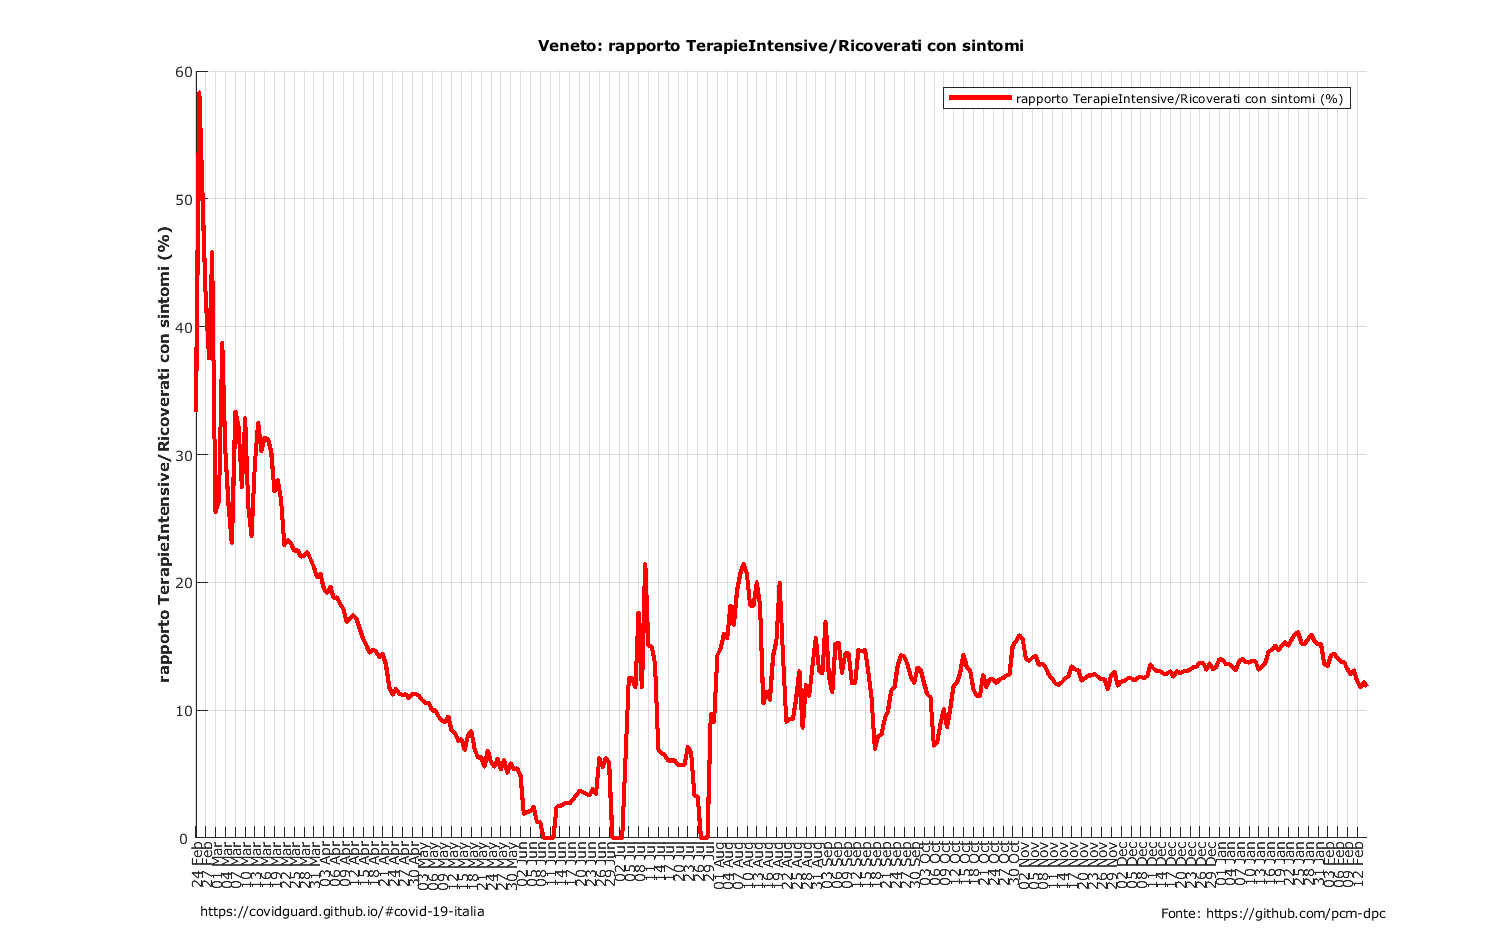 Veneto: rapporto TerapieIntensive/Ricoverati con sintomi
rapporto TerapieIntensive/Ricoverati con sintomi (%)
rapporto TerapieIntensive/Ricoverati con sintomi (%)
60
50
40
30
20
10
0
24 Feb
27 Feb
01 Mar
04 Mar
07 Mar
10 Mar
13 Mar
16 Mar
19 Mar
22 Mar
25 Mar
28 Mar
31 Mar
03 Apr
06 Apr
09 Apr
12 Apr
15 Apr
18 Apr
21 Apr
24 Apr
27 Apr
30 Apr
03 May
06 May
09 May
12 May
15 May
18 May
21 May
24 May
27 May
30 May
02 Jun
05 Jun
08 Jun
11 Jun
14 Jun
17 Jun
20 Jun
23 Jun
26 Jun
29 Jun
02 Jul
05 Jul
08 Jul
11 Jul
14 Jul
17 Jul
20 Jul
23 Jul
26 Jul
29 Jul
01 Aug
04 Aug
07 Aug
10 Aug
13 Aug
16 Aug
19 Aug
22 Aug
25 Aug
28 Aug
31 Aug
03 Sep
06 Sep
09 Sep
12 Sep
15 Sep
18 Sep
21 Sep
24 Sep
27 Sep
30 Sep
03 Oct
06 Oct
09 Oct
12 Oct
15 Oct
18 Oct
21 Oct
24 Oct
27 Oct
30 Oct
02 Nov
05 Nov
08 Nov
11 Nov
14 Nov
17 Nov
20 Nov
23 Nov
26 Nov
29 Nov
02 Dec
05 Dec
08 Dec
11 Dec
14 Dec
17 Dec
20 Dec
23 Dec
26 Dec
29 Dec
01 Jan
04 Jan
07 Jan
10 Jan
13 Jan
16 Jan
19 Jan
22 Jan
25 Jan
28 Jan
31 Jan
03 Feb
06 Feb
09 Feb
12 Feb
https://covidguard.github.io/#covid-19-italia
Fonte: https://github.com/pcm-dpc